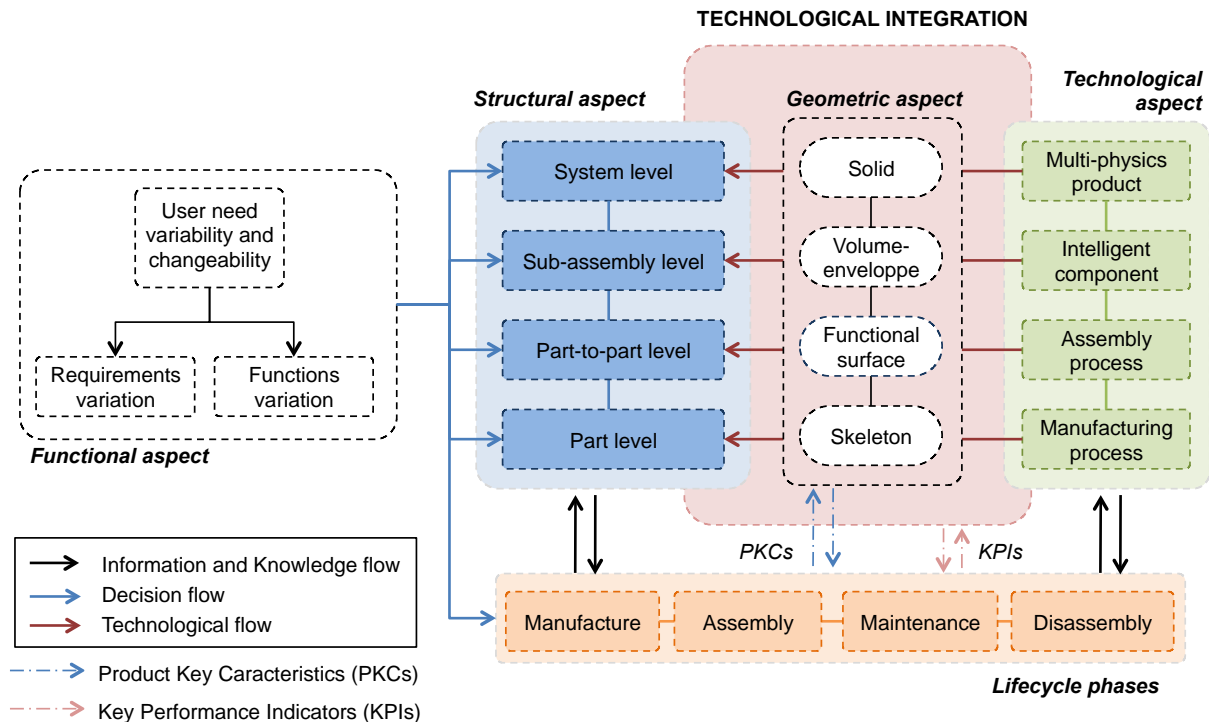 TECHNOLOGICAL INTEGRATION
Structural aspect
Geometric aspect
Technological
aspect
User need
variability and
changeability
Requirements
variation
Functions
variation
Functional aspect
System level
Sub-assembly level
Part-to-part level
Part level
Solid
Volume-
enveloppe
Functional
surface
Skeleton
Multi-physics
product
Intelligent
component
Assembly
process
Manufacturing
process
PKCs
KPIs
Manufacture
Assembly
Maintenance
Disassembly
Lifecycle phases
Information and Knowledge flow
Decision flow
Technological flow
Product Key Caracteristics (PKCs)
Key Performance Indicators (KPIs)